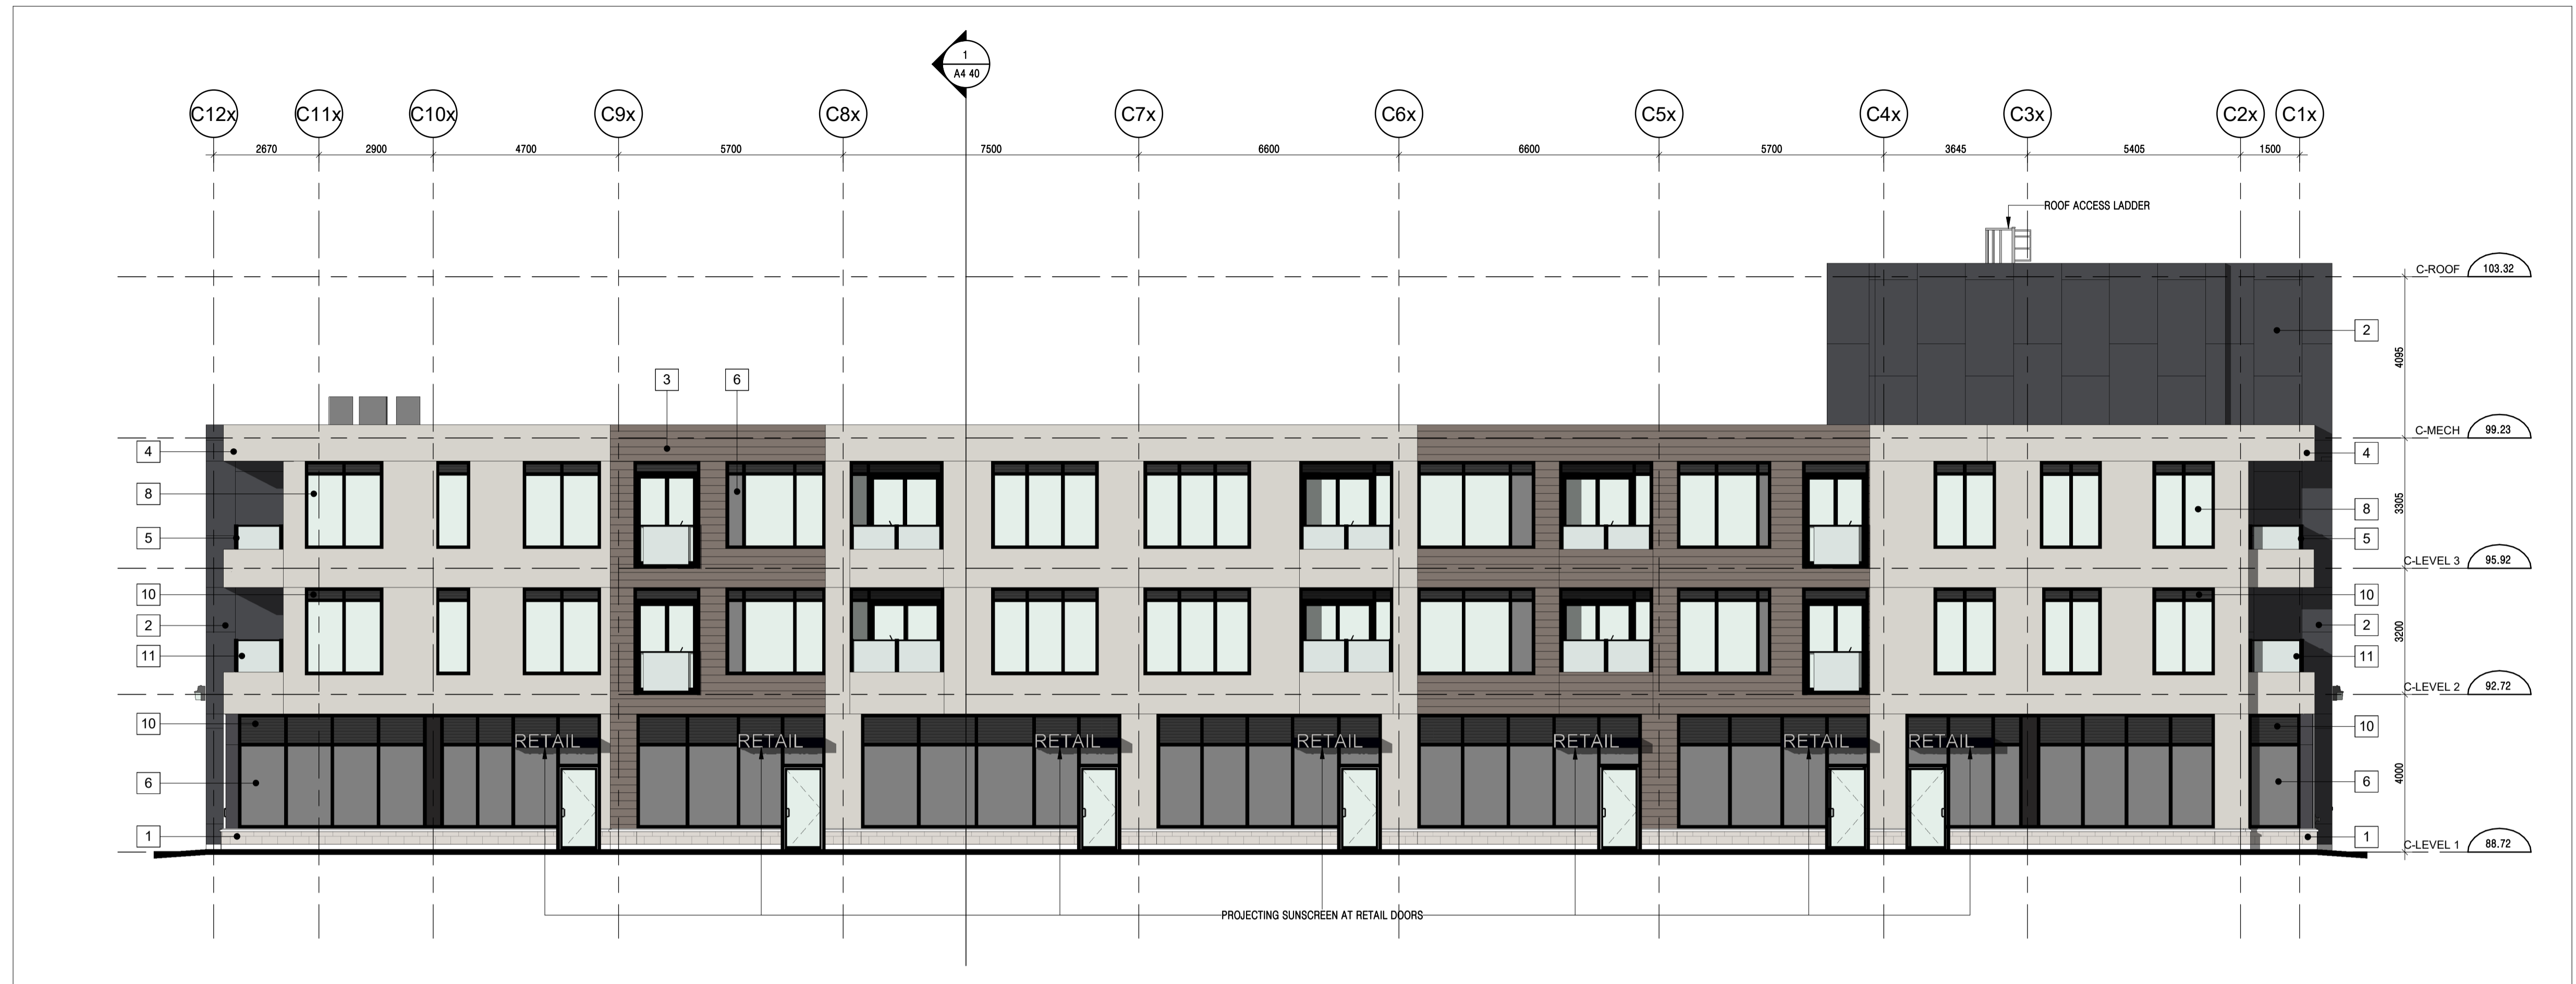 1
A4 40
C12x C11x C10x C9x C8x C7x C6x C5x C4x C3x C2x C1x
2670 2900 4700 5700 7500 6600 6600 5700 3645 5405 1500
ROOF ACCESS LADDER
C-ROOF 103.32
2
4095
3 6
C-MECH 99.23
4 4
8 8
3305
5 5
C-LEVEL 3 95.92
10 10
2 2
3200
11 11
C-LEVEL 2 92.72
10 10
RETAIL RETAIL RETAIL RETAIL RETAIL RETAIL RETAIL
6 6
4000
1 1
C-LEVEL 1 88.72
PROJECTING SUNSCREEN AT RETAIL DOORS